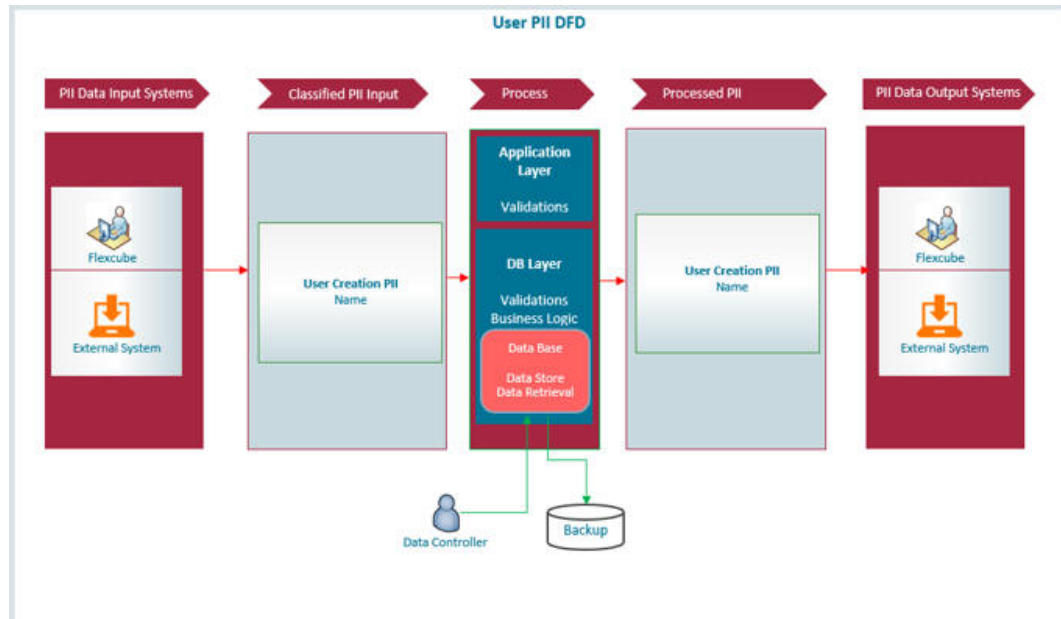 User PII DFD
PII Data Input Systems
Classified PII Input
Process
Processed PII
PII Data Output Systems
Flexcube
External System
User Creation PII
Name
Application
Layer
Validations
DB Layer
Validations
Business Logic
Data Base
Data Store
Data Retrieval
User Creation PII
Name
Flexcube
External System
Data Controller
Backup